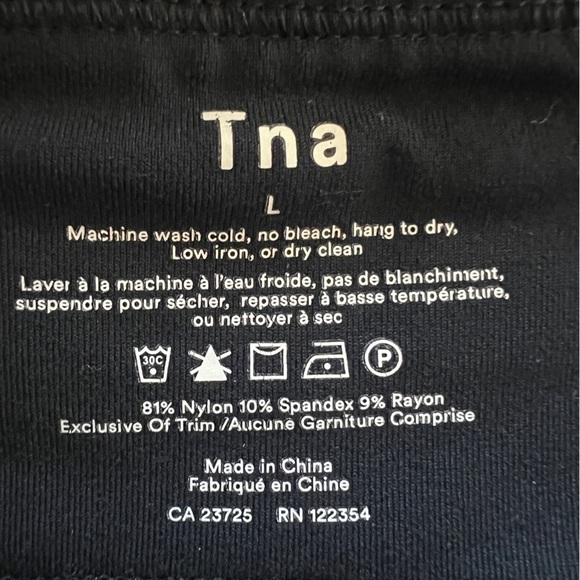 Tna
L
Machine wash cold, no bleach, hang to dry,
Low iron, or dry clean
Laver à la machine à l'eau froide, pas de blanchiment,
suspendre pour sécher, repasser à basse température,
ou nettoyer à sec
30C P
81% Nylon 10% Spandex 9% Rayon
Exclusive Of Trim /Aucune Garniture Comprise
Made in China
Fabriqué en Chine
CA 23725 RN 122354